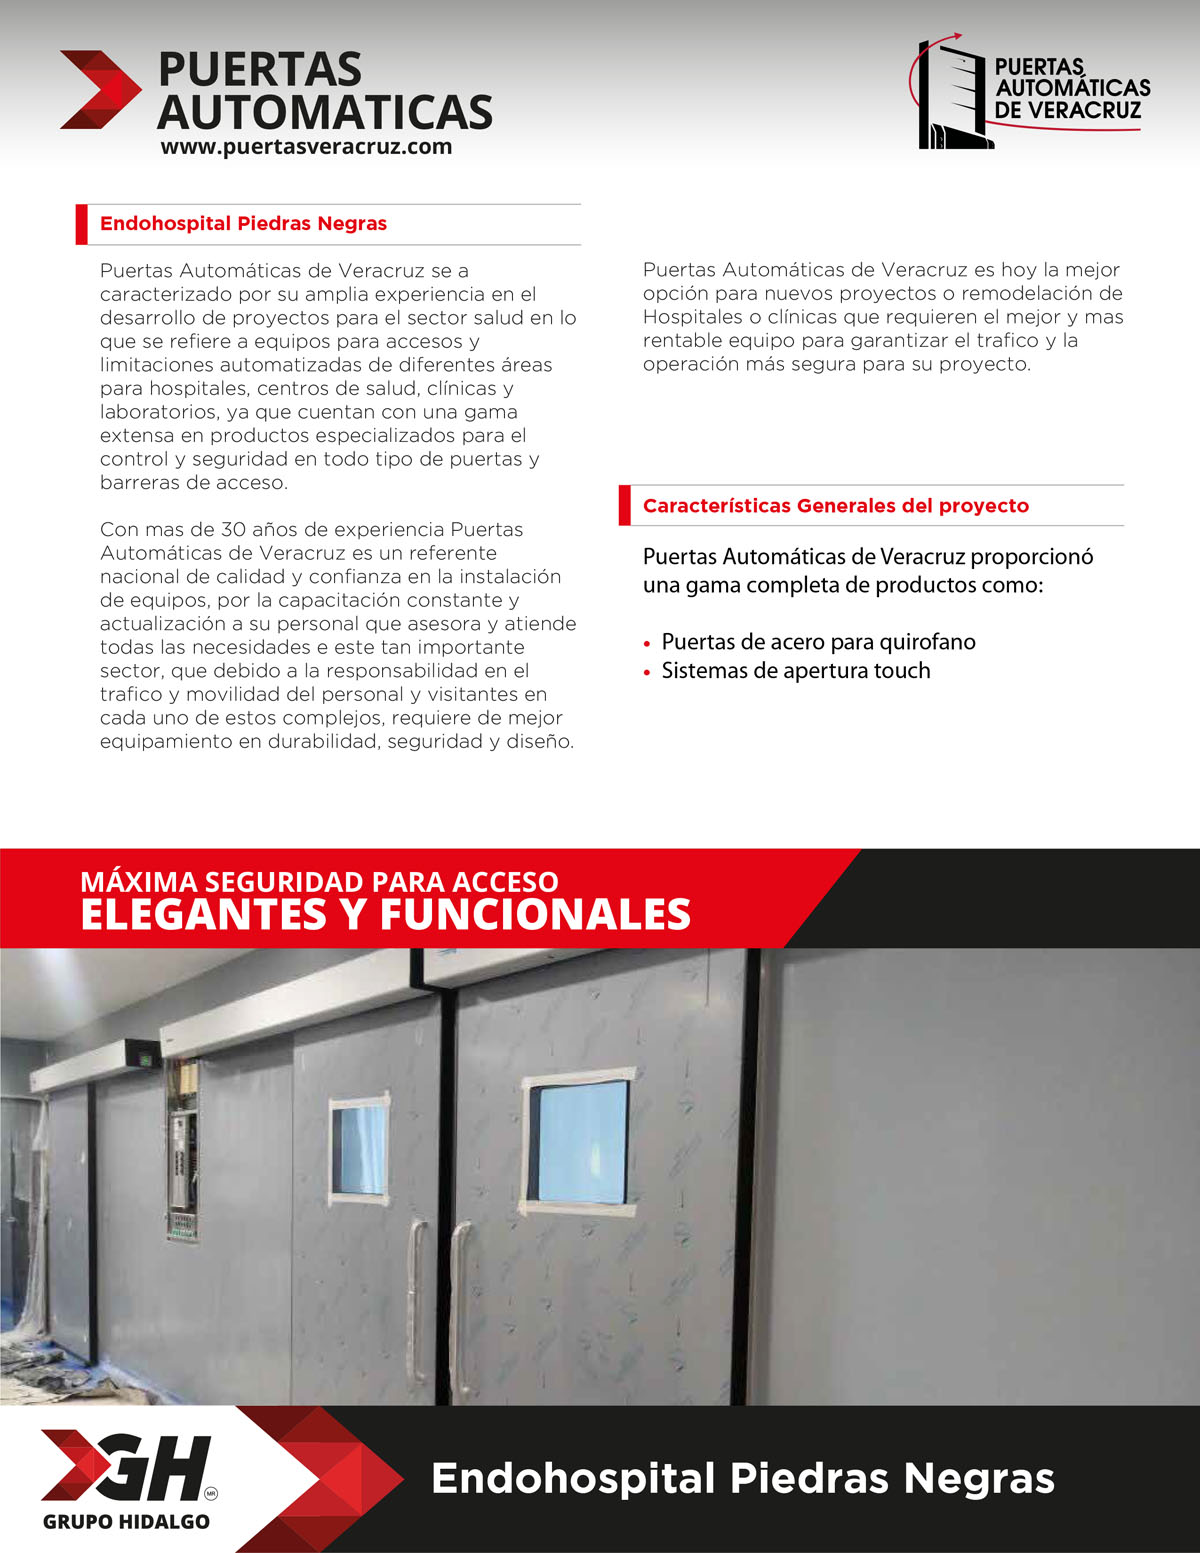 PUERTAS
AUTOMATICAS
www.puertasveracruz.com
PUERTAS
AUTOMÁTICAS
DE VERACRUZ
Endohospital Piedras Negras
Puertas Automáticas de Veracruz se a
caracterizado por su amplia experiencia en el
desarrollo de proyectos para el sector salud en lo
que se refiere a equipos para accesos y
limitaciones automatizadas de diferentes áreas
para hospitales, centros de salud, clínicas y
laboratorios, ya que cuentan con una gama
extensa en productos especializados para el
control y seguridad en todo tipo de puertas y
barreras de acceso.
Con mas de 30 años de experiencia Puertas
Automáticas de Veracruz es un referente
nacional de calidad y confianza en la instalación
de equipos, por la capacitación constante y
actualización a su personal que asesora y atiende
todas las necesidades e este tan importante
sector, que debido a la responsabilidad en el
trafico y movilidad del personal y visitantes en
cada uno de estos complejos, requiere de mejor
equipamiento en durabilidad, seguridad y diseño.
Puertas Automáticas de Veracruz es hoy la mejor
opción para nuevos proyectos o remodelación de
Hospitales o clínicas que requieren el mejor y mas
rentable equipo para garantizar el trafico y la
operación más segura para su proyecto.
Características Generales del proyecto
Puertas Automáticas de Veracruz proporcionó
una gama completa de productos como:
• Puertas de acero para quirofano
• Sistemas de apertura touch
MÁXIMA SEGURIDAD PARA ACCESO
ELEGANTES Y FUNCIONALES
GH
MR
GRUPO HIDALGO
Endohospital Piedras Negras